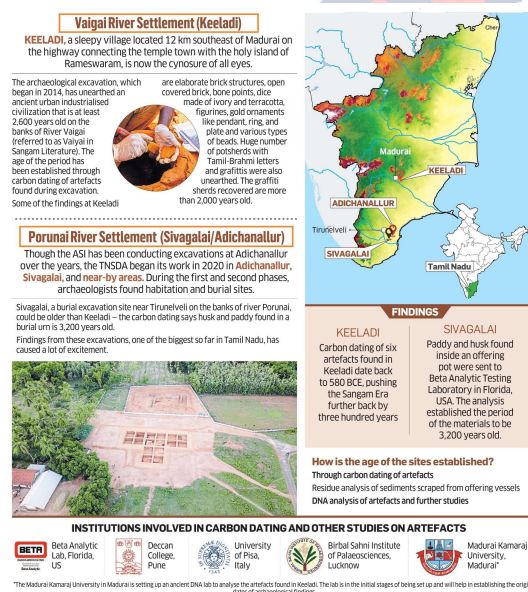 Vaigai River Settlement (Keeladi)
KEELADI, a sleepy village located 12 km southeast of Madurai on
the highway connecting the temple town with the holy island of
Rameswaram, is now the cynosure of all eyes.
The archaeological excavation, which
began in 2014, has unearthed an
ancient urban industrialised
civilization that is at least
2,600 years old on the
banks of River Vaigai
(referred to as Vaiyai in
Sangam Literature). The
age of the period has
been established through
carbon dating of artefacts
found during excavation.
Some of the findings at Keeladi
are elaborate brick structures, open
covered brick, bone points, dice
made of ivory and terracotta,
figurines, gold ornaments
like pendant, ring, and
plate and various types
of beads. Huge number
of potsherds with
Tamil-Brahmi letters
and grafittis were also
unearthed. The graffiti
sherds recovered are more
than 2,000 years old.
Porunai River Settlement (Sivagalai/Adichanallur)
Though the ASI has been conducting excavations at Adichanallur
over the years, the TNSDA began its work in 2020 in Adichanallur,
Sivagalai, and near-by areas. During the first and second phases,
archaeologists found habitation and burial sites.
Sivagalai, a burial excavation site near Tirunelveli on the banks of river Porunai,
could be older than Keeladi – the carbon dating says husk and paddy found in a
burial urn is 3,200 years old.
Findings from these excavations, one of the biggest so far in Tamil Nadu, has
caused a lot of excitement.
Cher
Madurai
KEELADI
ADICHANALLUR
Tirunelveli
SIVAGALAI
Tamil Nadu
FINDINGS
KEELADI
Carbon dating of six
artefacts found in
Keeladi date back
to 580 BCE, pushing
the Sangam Era
further back by
three hundred years
SIVAGALAI
Paddy and husk found
inside an offering
pot were sent to
Beta Analytic Testing
Laboratory in Florida,
USA. The analysis
established the period
of the materials to be
3,200 years old.
How is the age of the sites established?
Through carbon dating of artefacts
Residue analysis of sediments scraped from offering vessels
DNA analysis of artefacts and further studies
INSTITUTIONS INVOLVED IN CARBON DATING AND OTHER STUDIES ON ARTEFACTS
BETA
Beta Analytic
Lab, Florida,
US
Deccan
College,
Pune
1343
University
of Pisa,
Italy
Birbal Sahni Institute
of Palaeosciences,
Lucknow
Madurai Kamaraj
University,
Madurai*
*The Madurai Kamaraj University in Madurai is setting up an ancient DNA lab to analyse the artefacts found in Keeladi. The lab is in the initial stages of being set up and will help in establishing the origi
dates of archaeological findings